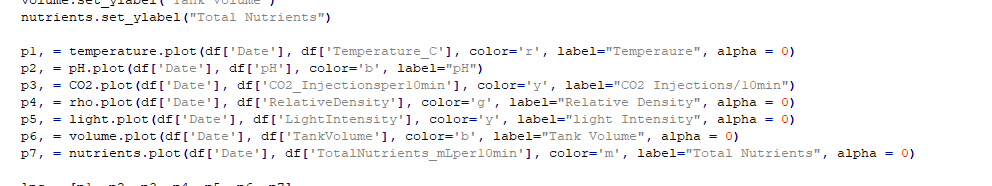 volume.set_ylabel("Tank Volume")
nutrients.set_ylabel("Total Nutrients")
p1, = temperature.plot(df['Date'], df['Temperature_C'], color='r', label="Temperaure", alpha = 0)
p2, = pH.plot(df['Date'], df['pH'], color='b', label="pH")
p3, = CO2.plot(df['Date'], df['CO2_Injectionsper10min'], color='y', label="CO2 Injections/10min")
p4, = rho.plot(df['Date'], df['RelativeDensity'], color='g', label="Relative Density", alpha = 0)
p5, = light.plot(df['Date'], df['LightIntensity'], color='y', label="light Intensity", alpha = 0)
p6, = volume.plot(df['Date'], df['TankVolume'], color='b', label="Tank Volume", alpha = 0)
p7, = nutrients.plot(df['Date'], df['TotalNutrients_mLper10min'], color='m', label="Total Nutrients", alpha = 0)